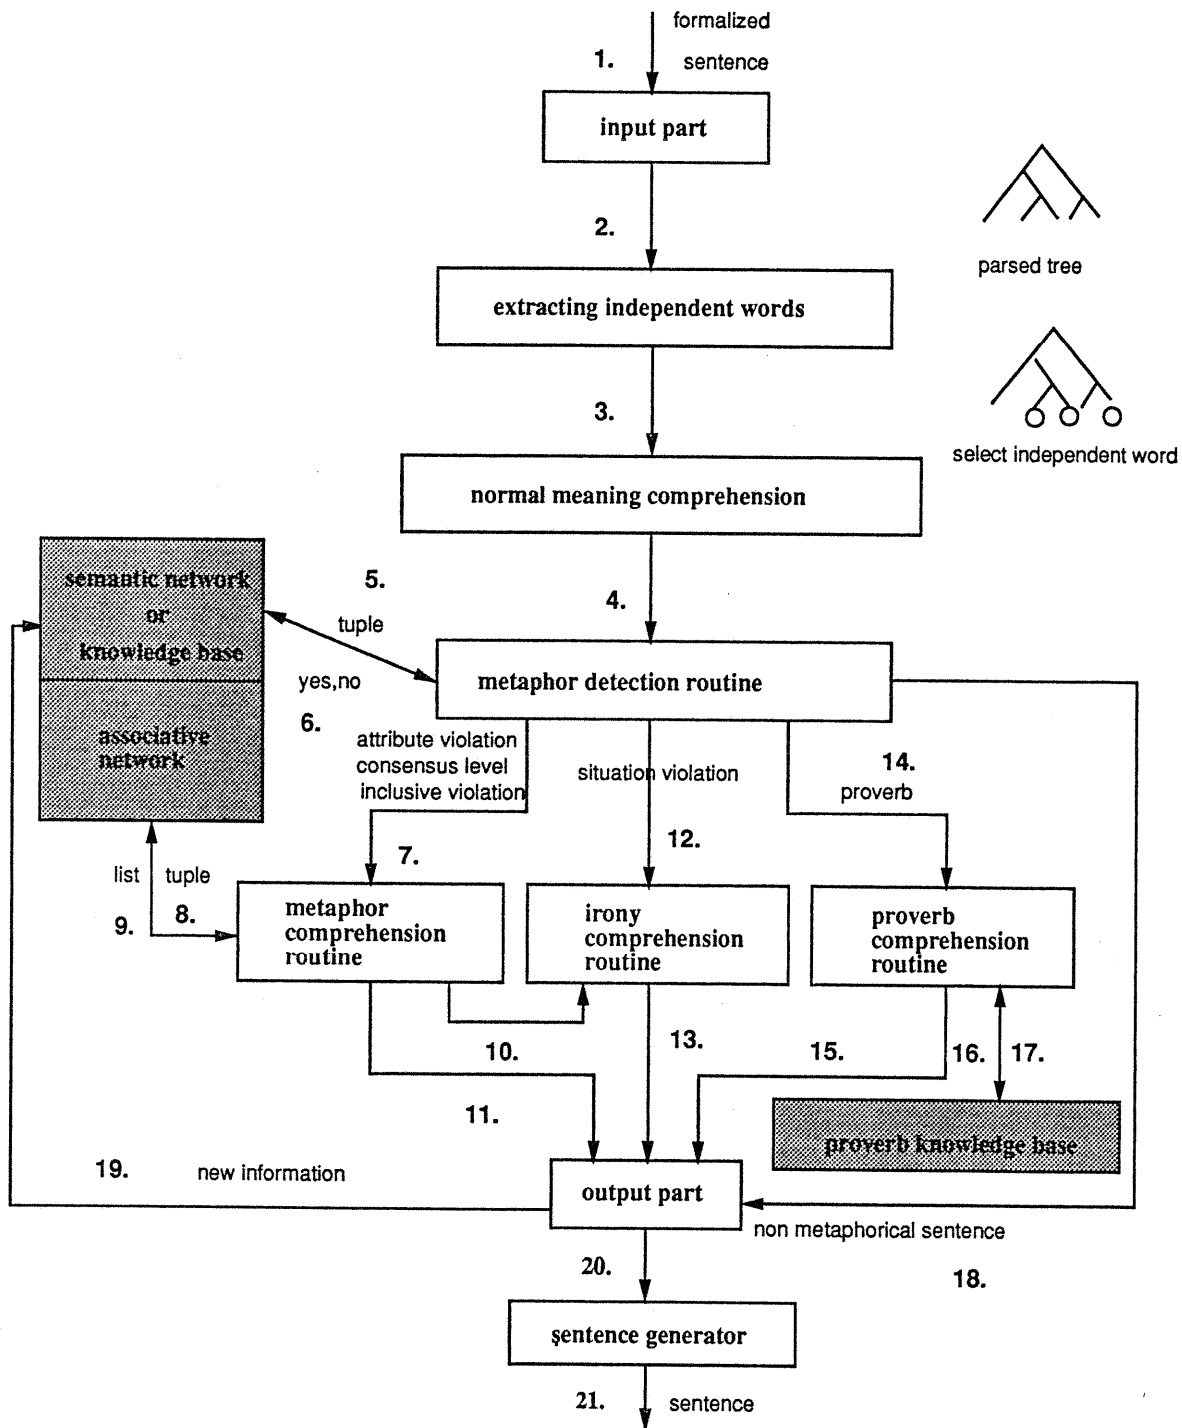 formalized
1. sentence
input part
2.
parsed tree
extracting independent words
3.
select independent word
normal meaning comprehension
semantic network
or
knowledge base
associative
network
5.
tuple
4.
yes,no
6.
metaphor detection routine
attribute violation
consensus level
inclusive violation
situation violation
14.
proverb
7.
12.
list tuple
9. 8.
metaphor
comprehension
routine
irony
comprehension
routine
proverb
comprehension
routine
10.
13.
15.
16. 17.
11.
proverb knowledge base
19. new information
output part
non metaphorical sentence
18.
20.
sentence generator
21. sentence